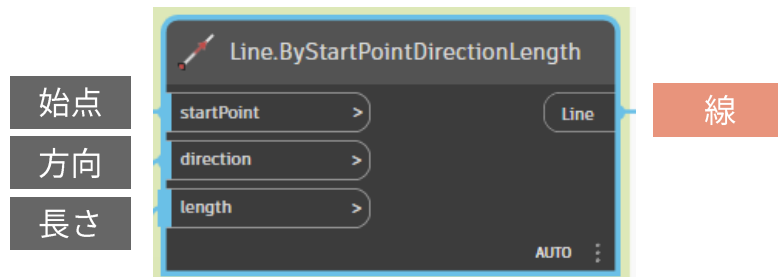 Line.ByStartPointDirectionLength
始点
startPoint >
Line
線
方向
direction >
長さ
length >
AUTO